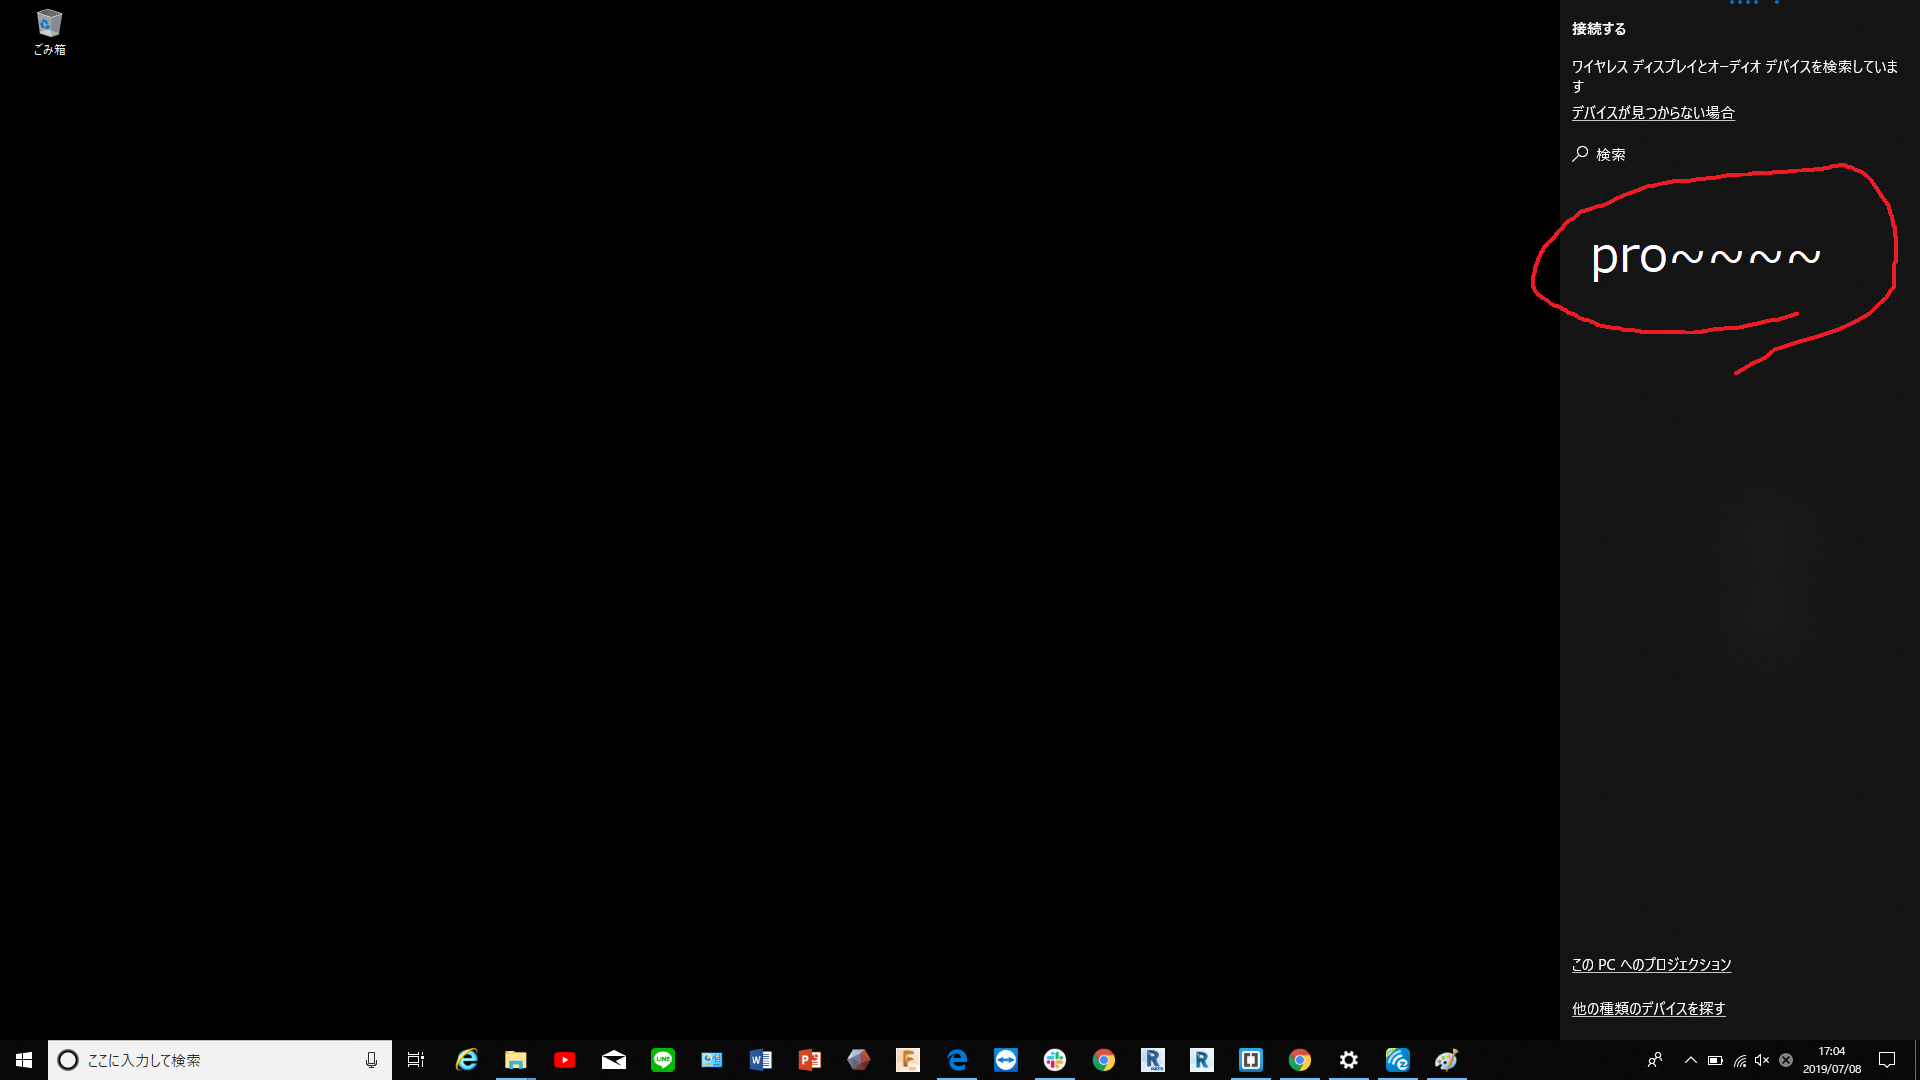 ごみ箱
接続する
ワイヤレス ディスプレイとオーディオ デバイスを検索していま
す
デバイスが見つからない場合
検索
pro~~~~
この PC へのプロジェクション
他の種類のデバイスを探す
ここに入力して検索
17:04
2019/07/08